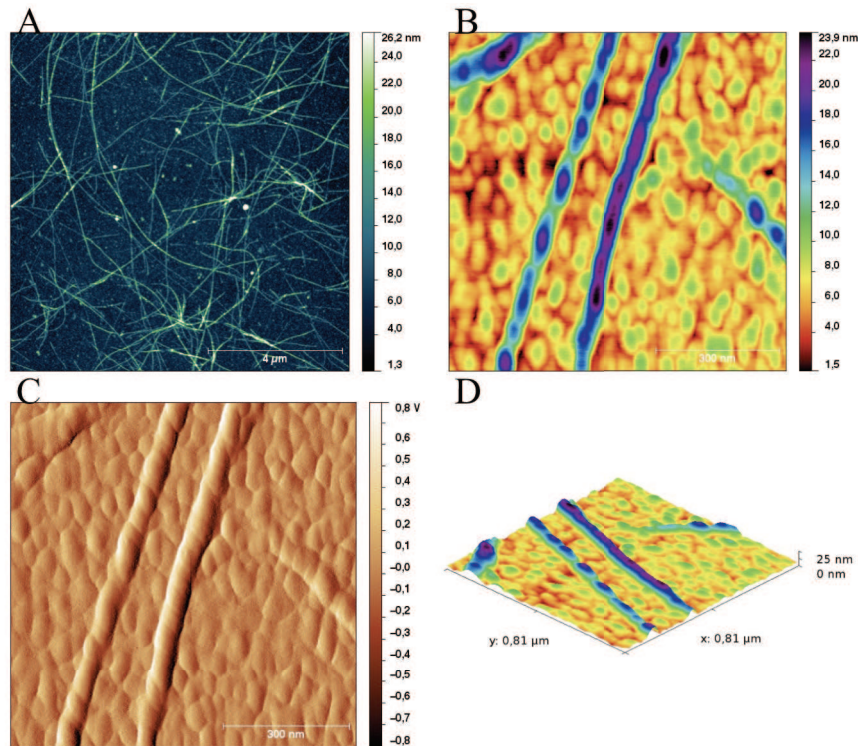 A
26,2 nm
24,0
20,0
18,0
16,0
14,0
12,0
10,0
8,0
6,0
4,0
1,3
4 µm
B
23,9 nm
22,0
20,0
18,0
16,0
14,0
12,0
10,0
8,0
6,0
4,0
1,5
300 nm
C
0,8 V
0,6
0,5
0,4
0,3
0,2
0,1
0,0
−0,1
−0,2
−0,3
−0,4
−0,5
−0,6
−0,7
−0,8
300 nm
D
25 nm
0 nm
y: 0,81 µm
x: 0,81 µm